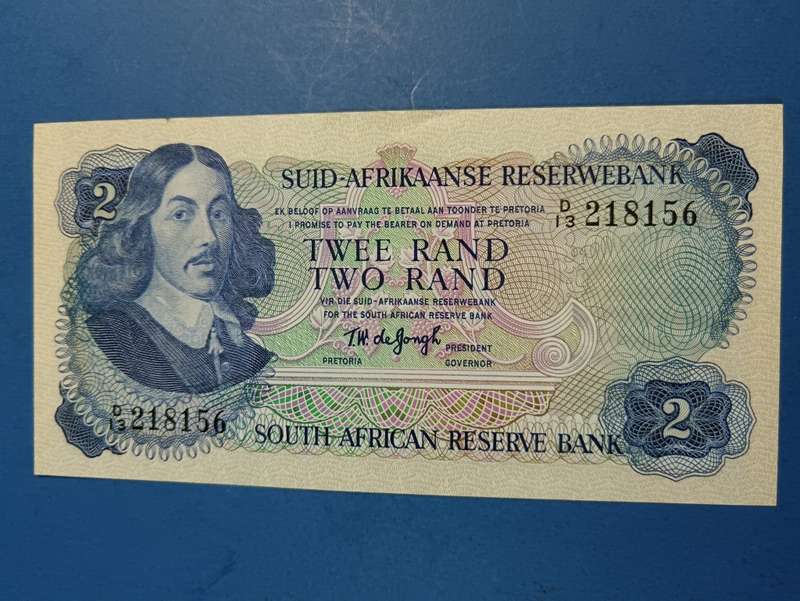 2
SUID-AFRIKAANSE RESERWEBANK
EK BELOOF OP AANVRAAG TE BETAAL AAN TOONDER TE PRETORIA
I PROMISE TO PAY THE BEARER ON DEMAND AT PRETORIA
D/13 218156
TWEE RAND
TWO RAND
VIR DIE SUID-AFRIKAANSE RESERWEBANK
FOR THE SOUTH AFRICAN RESERVE BANK
T.W. de Jongh
PRESIDENT
PRETORIA GOVERNOR
D/13 218156
SOUTH AFRICAN RESERVE BANK
2